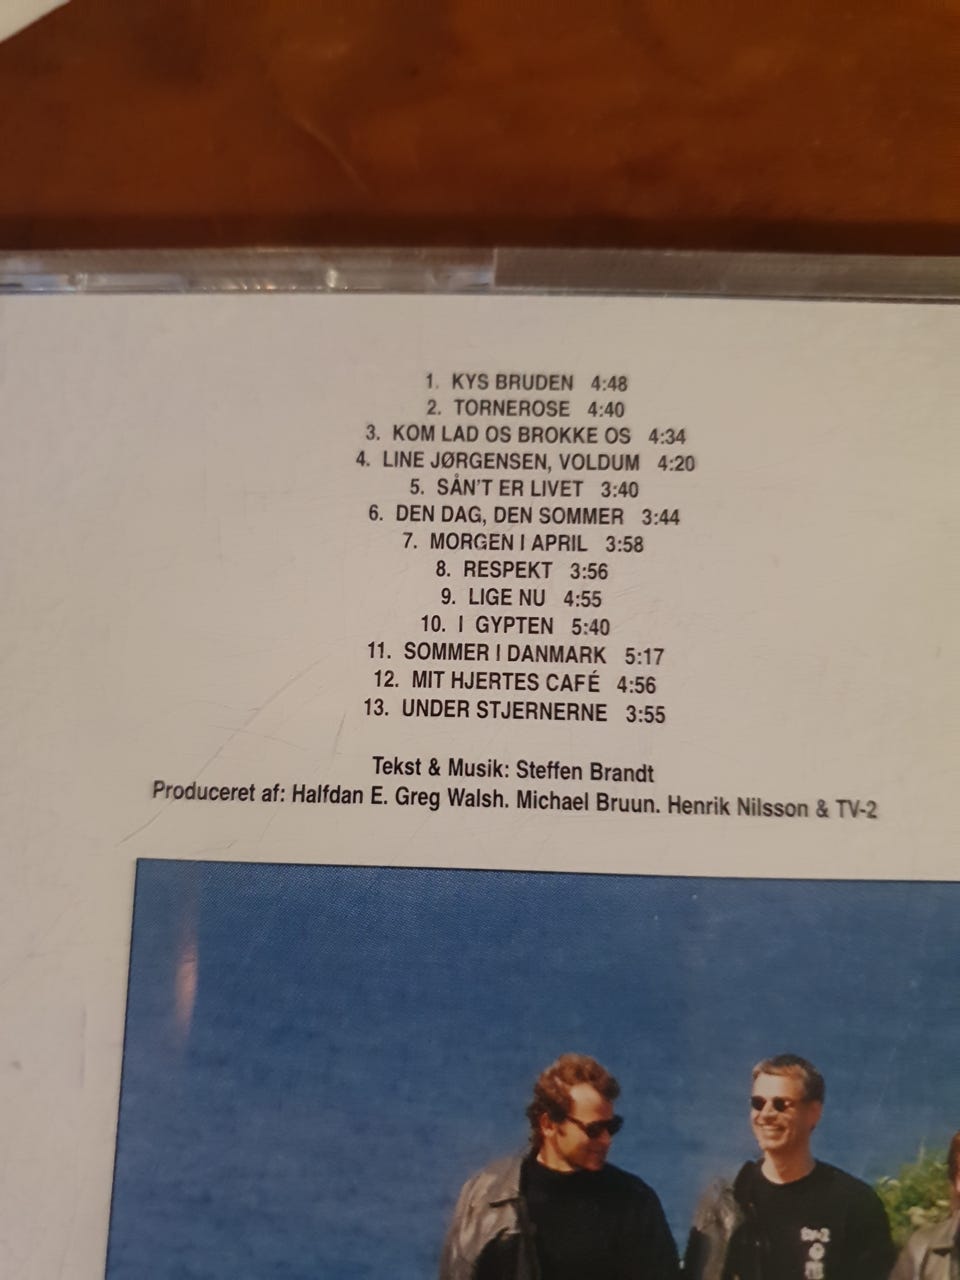 1. KYS BRUDEN 4:48
2. TORNEROSE 4:40
3. KOM LAD OS BROKKE OS 4:34
4. LINE JØRGENSEN, VOLDUM 4:20
5. SÅN'T ER LIVET 3:40
6. DEN DAG, DEN SOMMER 3:44
7. MORGEN I APRIL 3:58
8. RESPEKT 3:56
9. LIGE NU 4:55
10. I GYPTEN 5:40
11. SOMMER I DANMARK 5:17
12. MIT HJERTES CAFÉ 4:56
13. UNDER STJERNERNE 3:55
Tekst & Musik: Steffen Brandt
Produceret af: Halfdan E. Greg Walsh. Michael Bruun. Henrik Nilsson & TV-2
tv-2